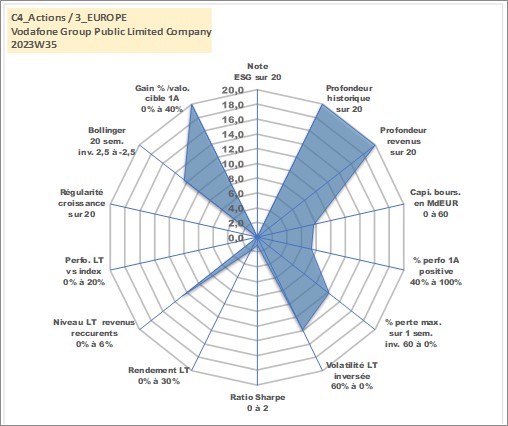 C4_Actions / 3_EUROPE
Vodafone Group Public Limited Company
2023W35
Note
ESG sur 20
Profondeur
historique
sur 20
Profondeur
revenus
sur 20
Capi. bours.
en MdEUR
0 à 60
% perfo 1A
positive
40% à 100%
% perte max.
sur 1 sem.
inv. 60 à 0%
Volatilité LT
inversée
60% à 0%
Ratio Sharpe
0 à 2
Rendement LT
0% à 30%
Niveau LT revenus
reccurents
0% à 6%
Perfo. LT
vs index
0% à 20%
Régularité
croissance
sur 20
Bollinger
20 sem.
inv. 2,5 à -2,5
Gain % /valo.
cible 1A
0% à 40%
20,0
18,0
16,0
14,0
12,0
10,0
8,0
6,0
4,0
2,0
0,0